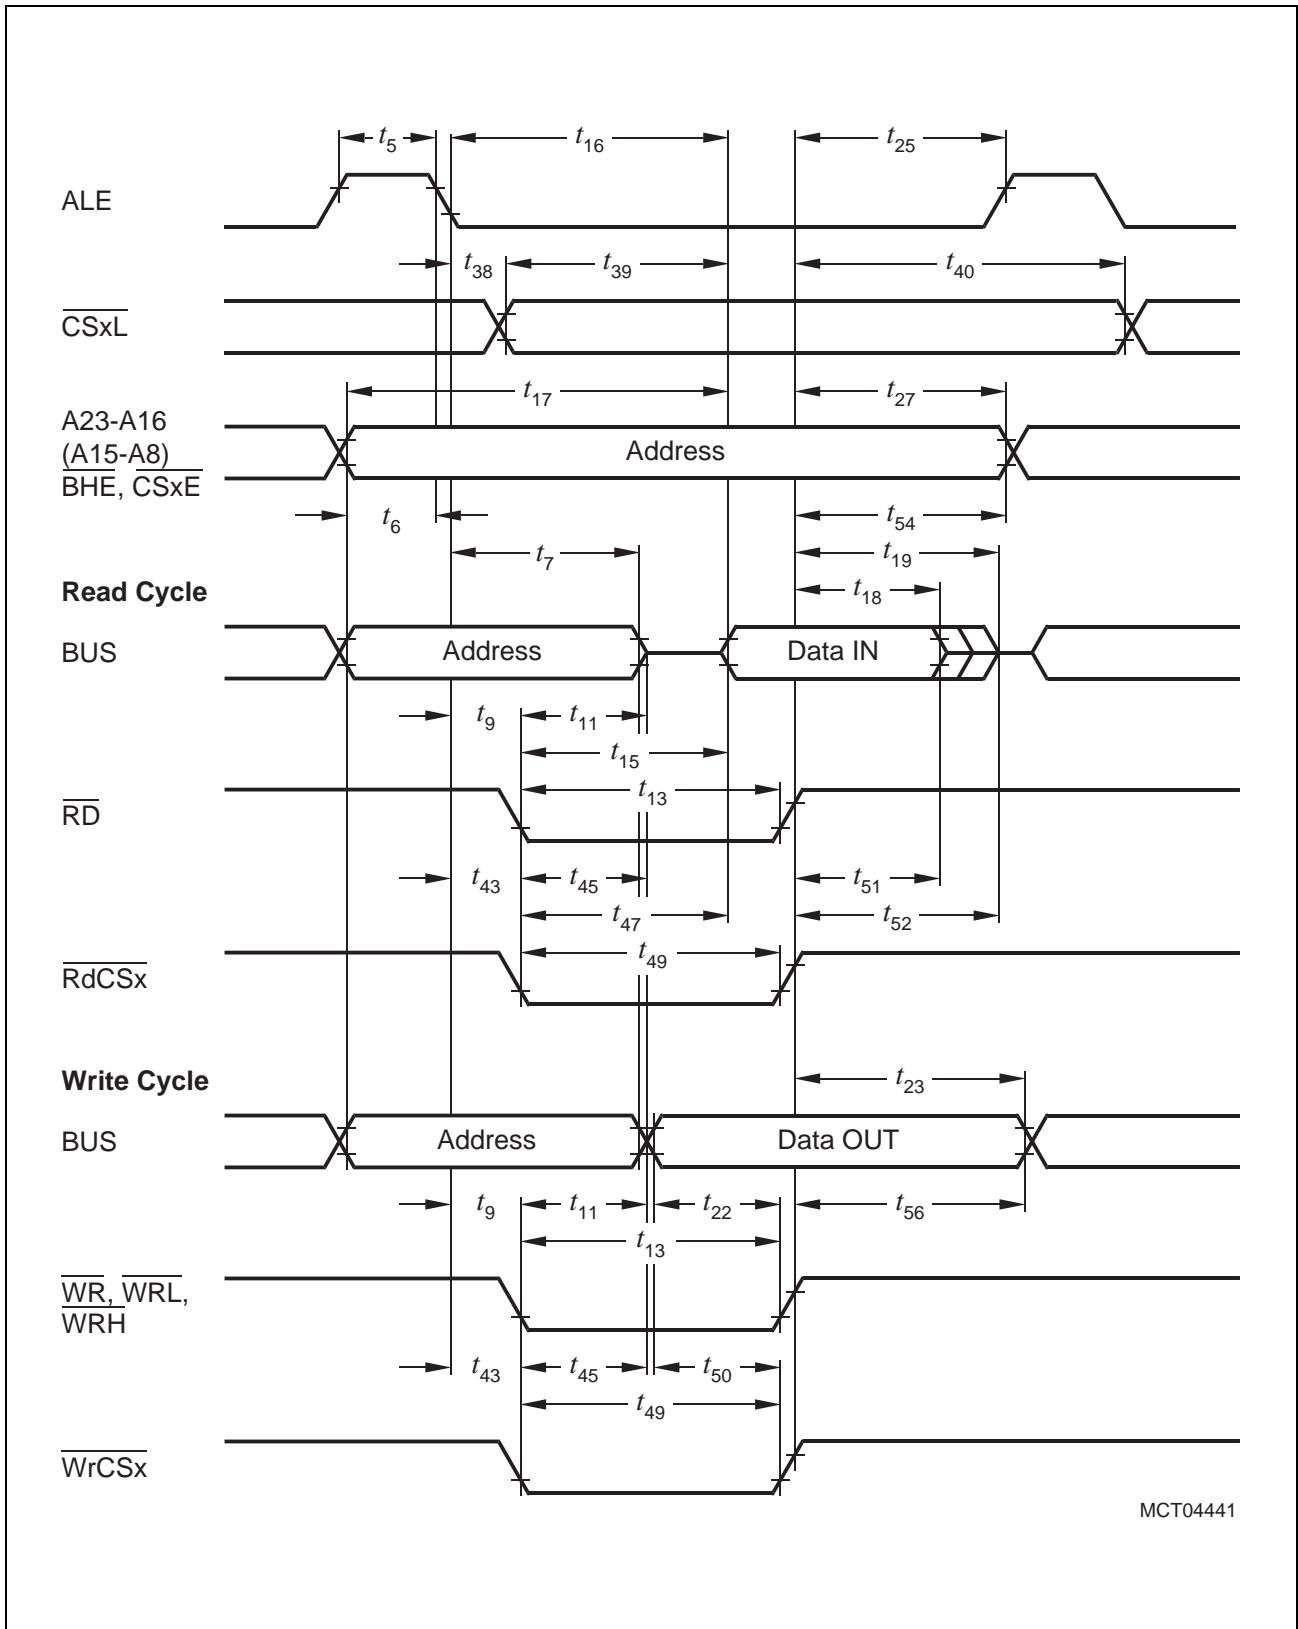 t5 t16 t25
ALE
t38 t39 t40
CSxL
t17 t27
A23-A16
(A15-A8)
BHE, CSxE
Address
t6 t54
t7 t19
Read Cycle
t18
BUS Address Data IN
t9 t11
t15
t13
RD
t43 t45 t51
t47 t52
t49
RdCSx
Write Cycle
t23
BUS Address Data OUT
t9 t11 t22 t56
t13
WR, WRL,
WRH
t43 t45 t50
t49
WrCSx
MCT04441